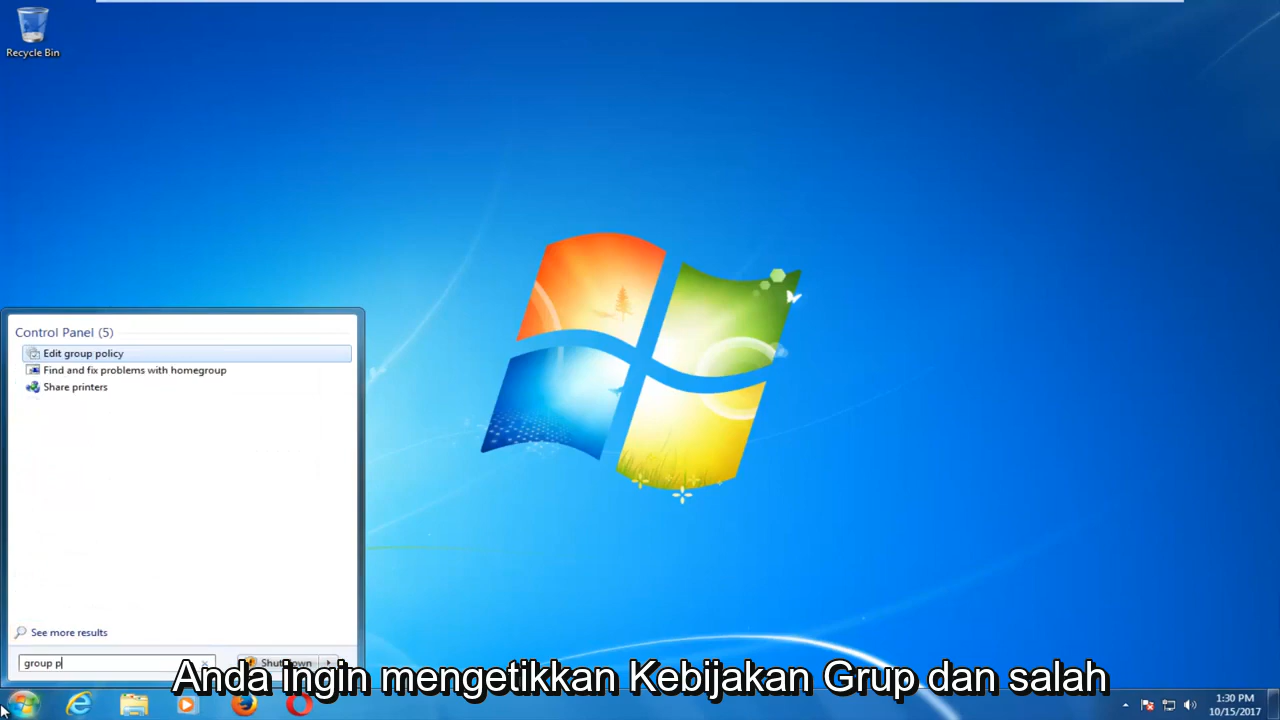 Recycle Bin
Control Panel (5)
Edit group policy
Find and fix problems with homegroup
Share printers
See more results
group p
Shut down
Anda ingin mengetikkan Kebijakan Grup dan salah
1:30 PM
10/15/2017